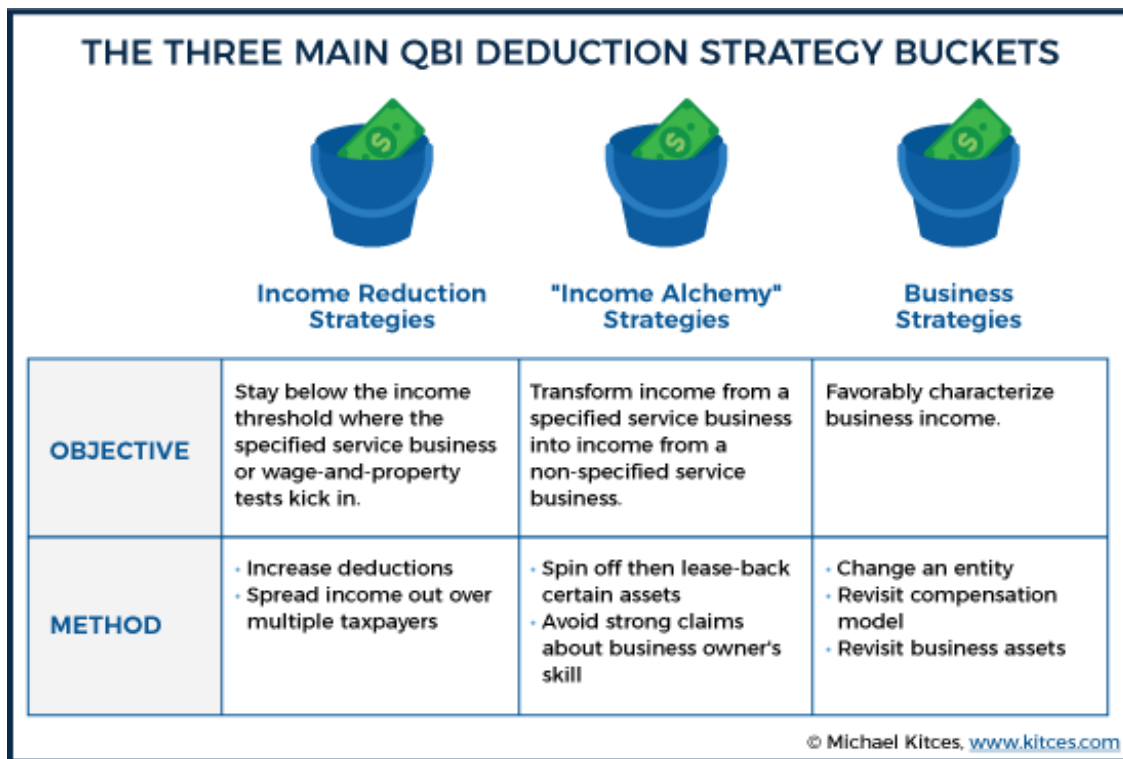 THE THREE MAIN QBI DEDUCTION STRATEGY BUCKETS
$
$
$
Income Reduction
Strategies
"Income Alchemy"
Strategies
Business
Strategies
OBJECTIVE
Stay below the income
threshold where the
specified service business
or wage-and-property
tests kick in.
Transform income from a
specified service business
into income from a
non-specified service
business.
Favorably characterize
business income.
METHOD
• Increase deductions
• Spread income out over
multiple taxpayers
• Spin off then lease-back
certain assets
• Avoid strong claims
about business owner's
skill
• Change an entity
• Revisit compensation
model
• Revisit business assets
© Michael Kitces, www.kitces.com